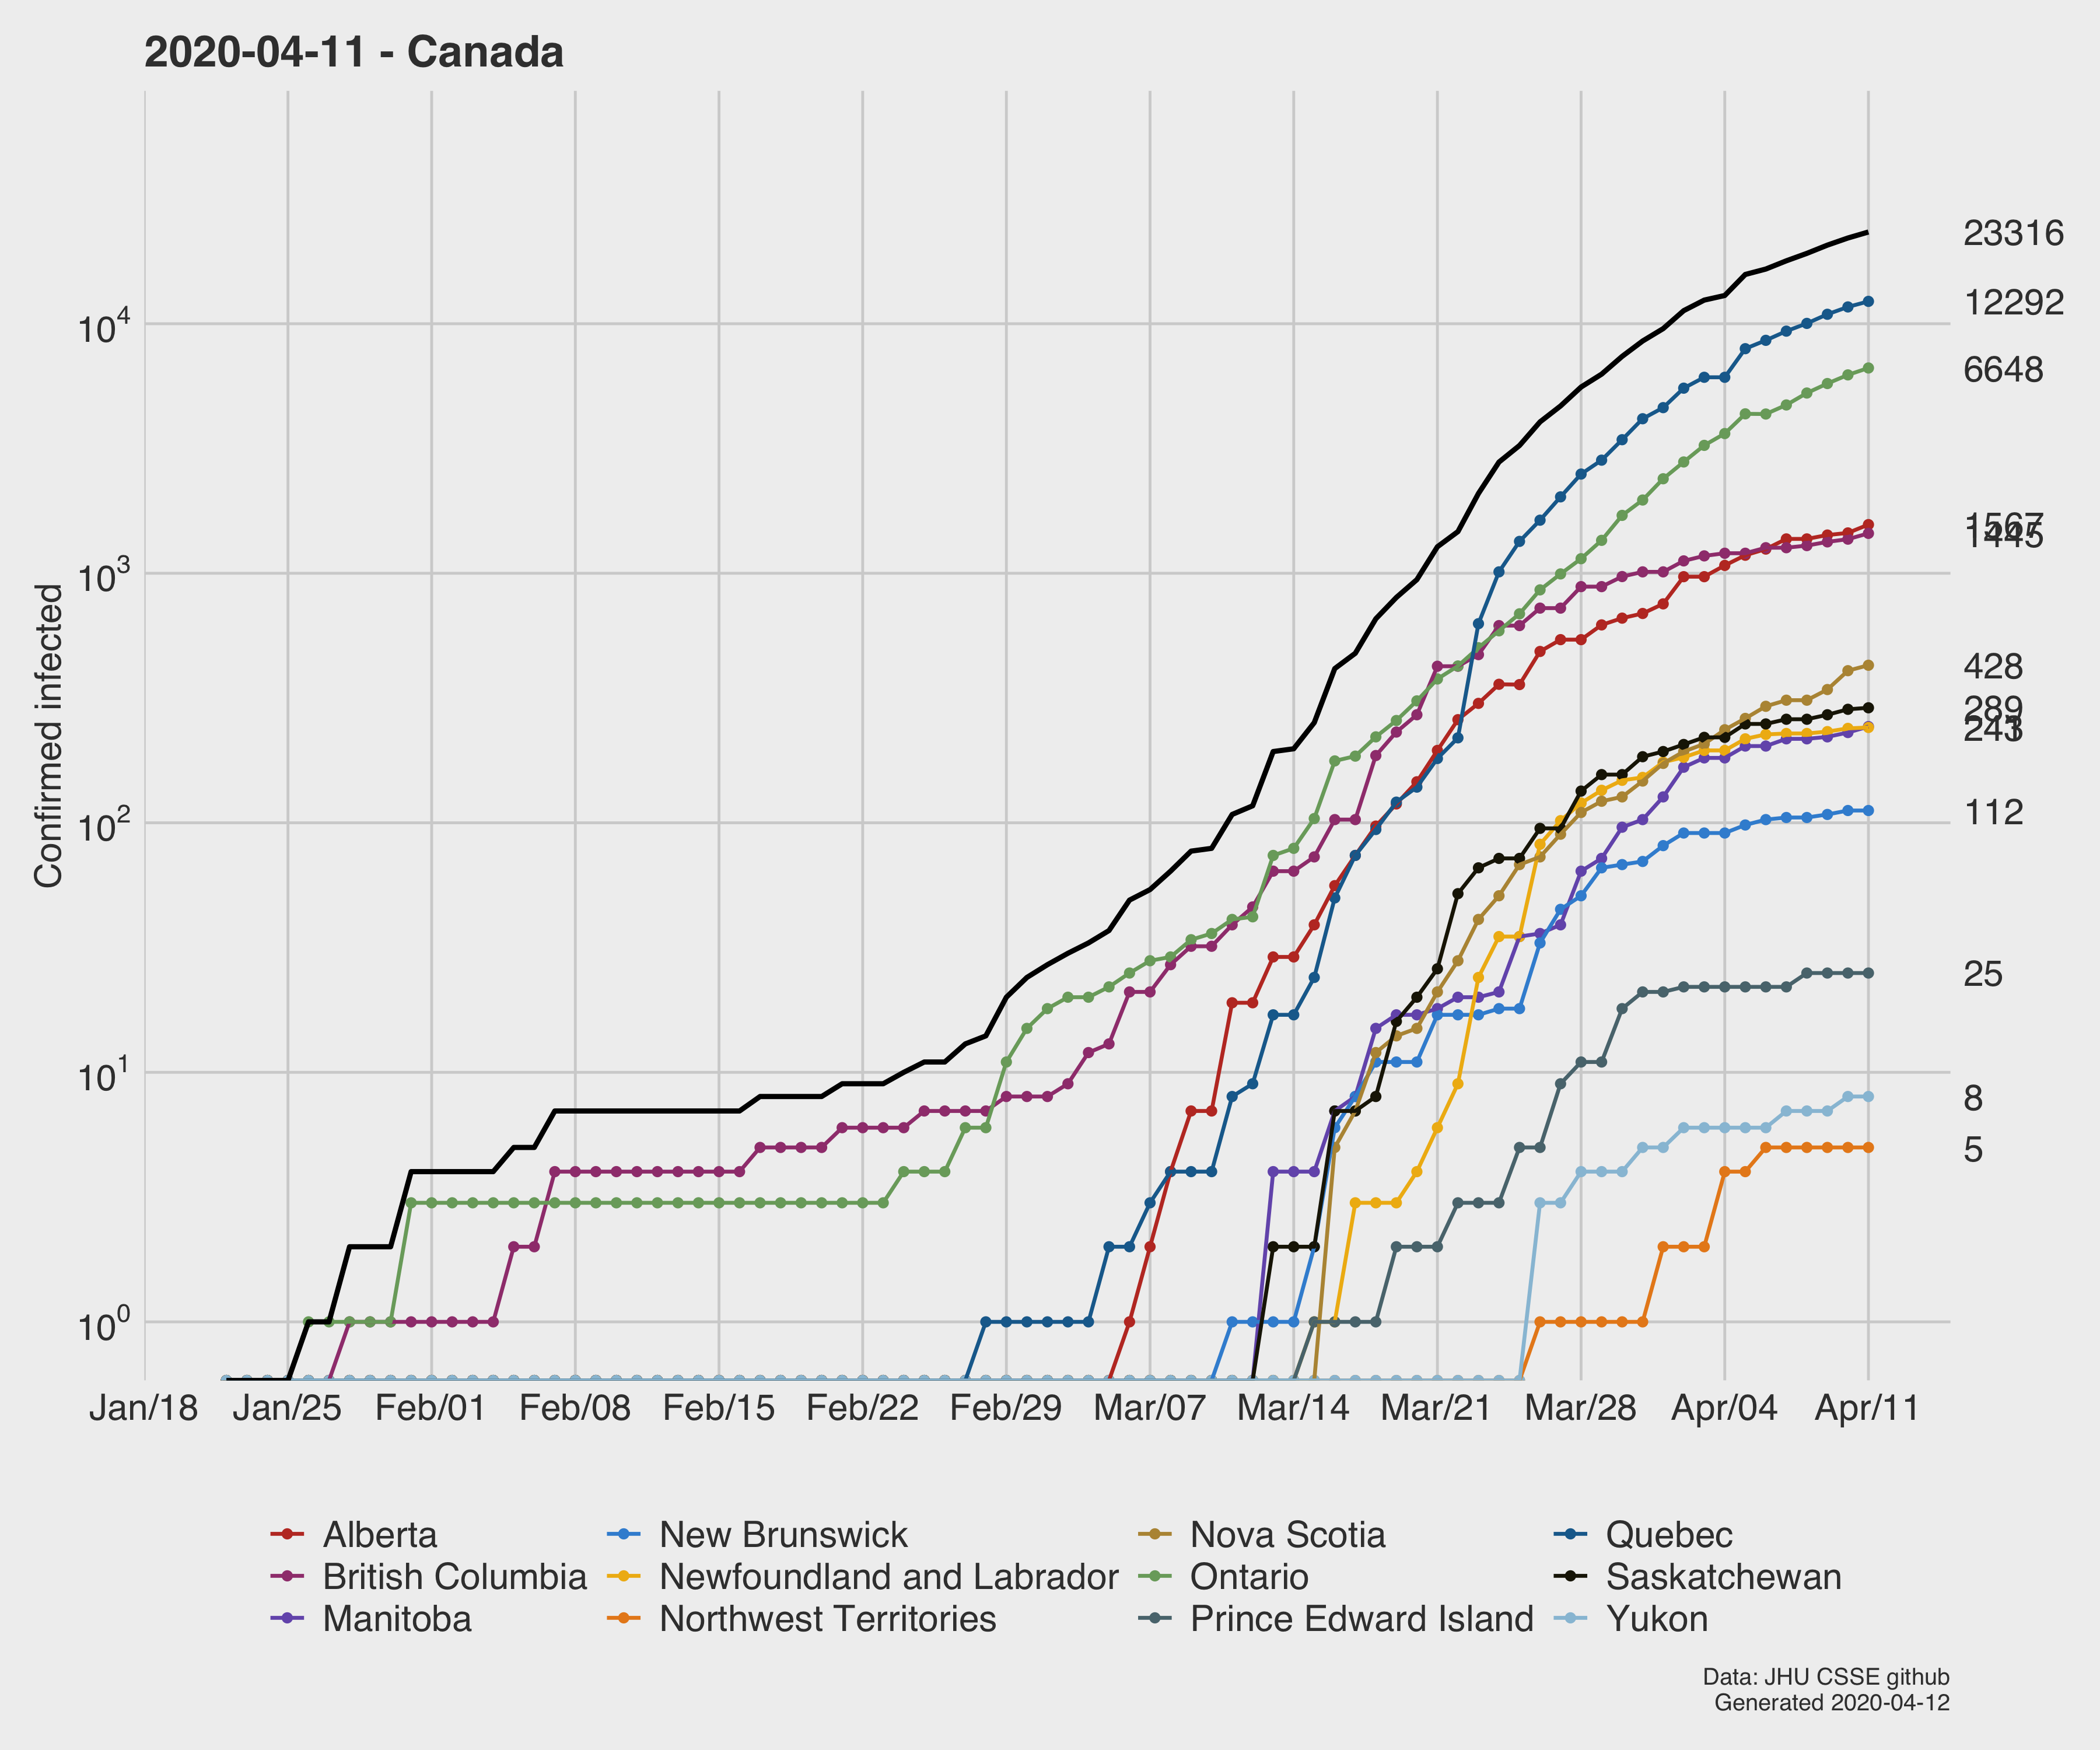 2020-04-11 - Canada
Confirmed infected
10^4
10^3
10^2
10^1
10^0
23316
12292
6648
1567
1445
428
289
243
112
25
8
5
Jan/18 Jan/25 Feb/01 Feb/08 Feb/15 Feb/22 Feb/29 Mar/07 Mar/14 Mar/21 Mar/28 Apr/04 Apr/11
Alberta New Brunswick Nova Scotia Quebec
British Columbia Newfoundland and Labrador Ontario Saskatchewan
Manitoba Northwest Territories Prince Edward Island Yukon
Data: JHU CSSE github
Generated 2020-04-12